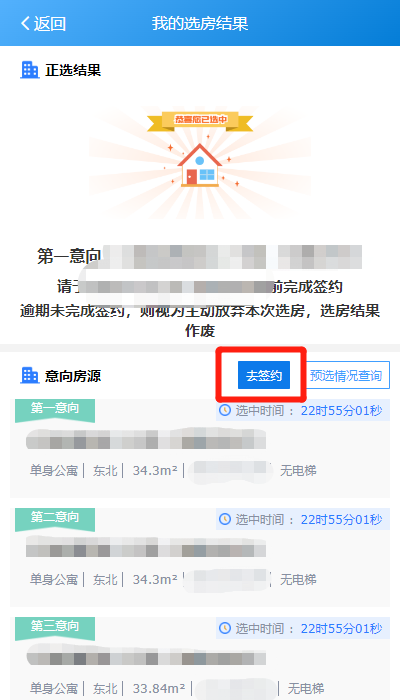 返回
我的选房结果
正选结果
恭喜您已选中
第一意向
请于
前完成签约
逾期未完成签约，则视为主动放弃本次选房，选房结果
作废
意向房源
去签约
预选情况查询
第一意向
选中时间： 22时55分01秒
单身公寓| 东北| 34.3m²|
无电梯
第二意向
选中时间： 22时55分01秒
单身公寓| 东北| 34.3m²|
无电梯
第三意向
选中时间： 22时55分01秒
单身公寓| 东北| 33.84m²|
无电梯